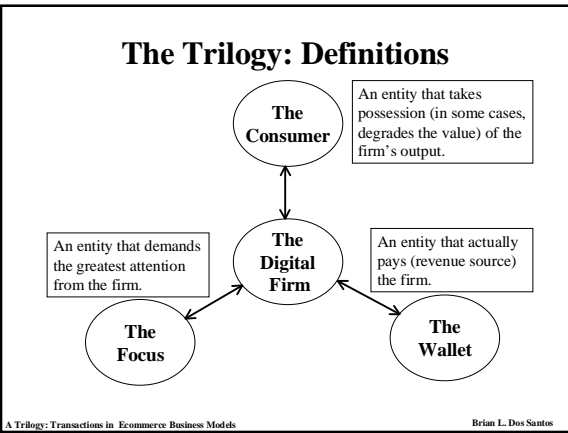 The Trilogy: Definitions
The
Consumer
An entity that takes
possession (in some cases,
degrades the value) of the
firm's output.
The
Digital
Firm
An entity that demands
the greatest attention
from the firm.
An entity that actually
pays (revenue source)
the firm.
The
Focus
The
Wallet
A Trilogy: Transactions in Ecommerce Business Models
Brian L. Dos Santos